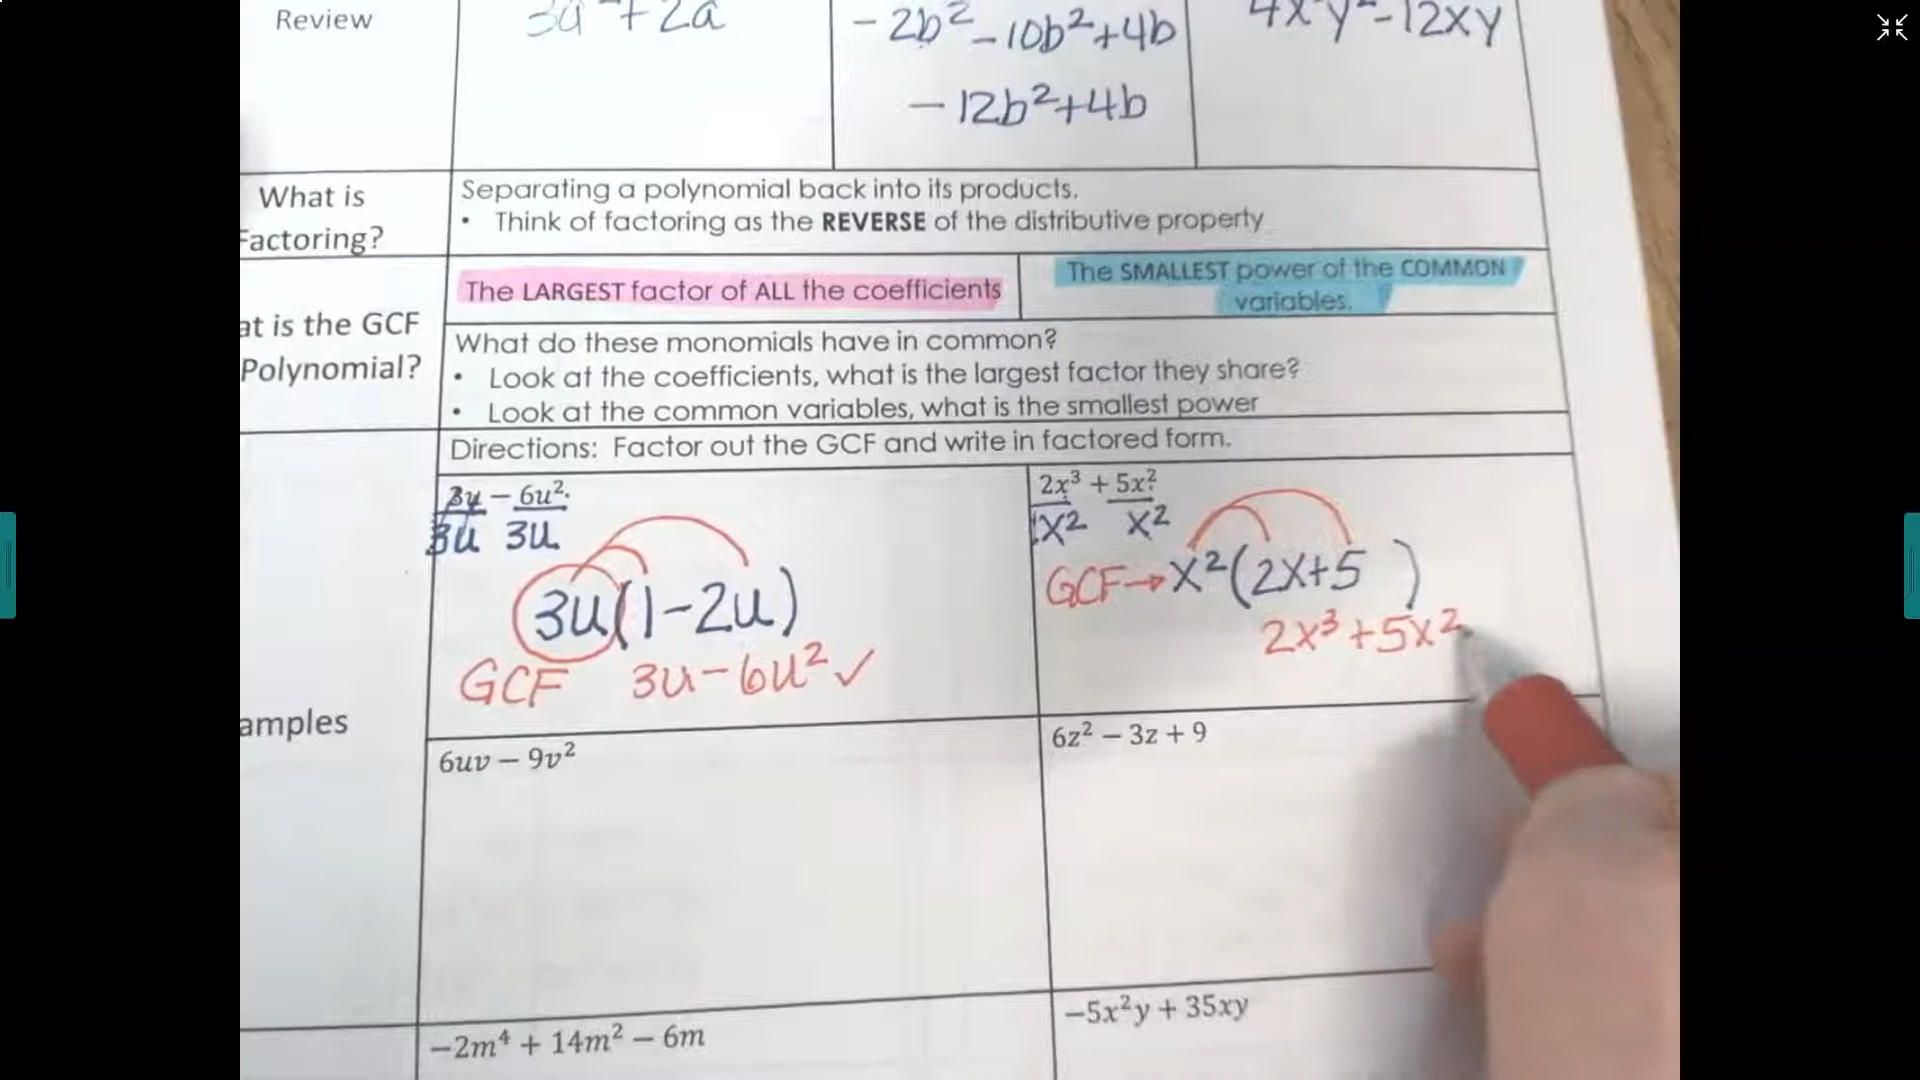 Review
+ 2a
- 2b² - 10b² + 4b
- 12xy
- 12b² + 4b
What is
Factoring?
Separating a polynomial back into its products.
• Think of factoring as the REVERSE of the distributive property
at is the GCF
Polynomial?
The LARGEST factor of ALL the coefficients
The SMALLEST power of the COMMON
variables.
What do these monomials have in common?
• Look at the coefficients, what is the largest factor they share?
• Look at the common variables, what is the smallest power
Directions: Factor out the GCF and write in factored form.
amples
3u - 6u²
3u 3u
3u(1-2u)
GCF 3u - 6u² ✓
2x³ + 5x²
x² x²
GCF → x²(2x+5 )
2x³ + 5x²
6uv − 9v²
6z² − 3z + 9
−2m⁴ + 14m² − 6m
−5x²y + 35xy